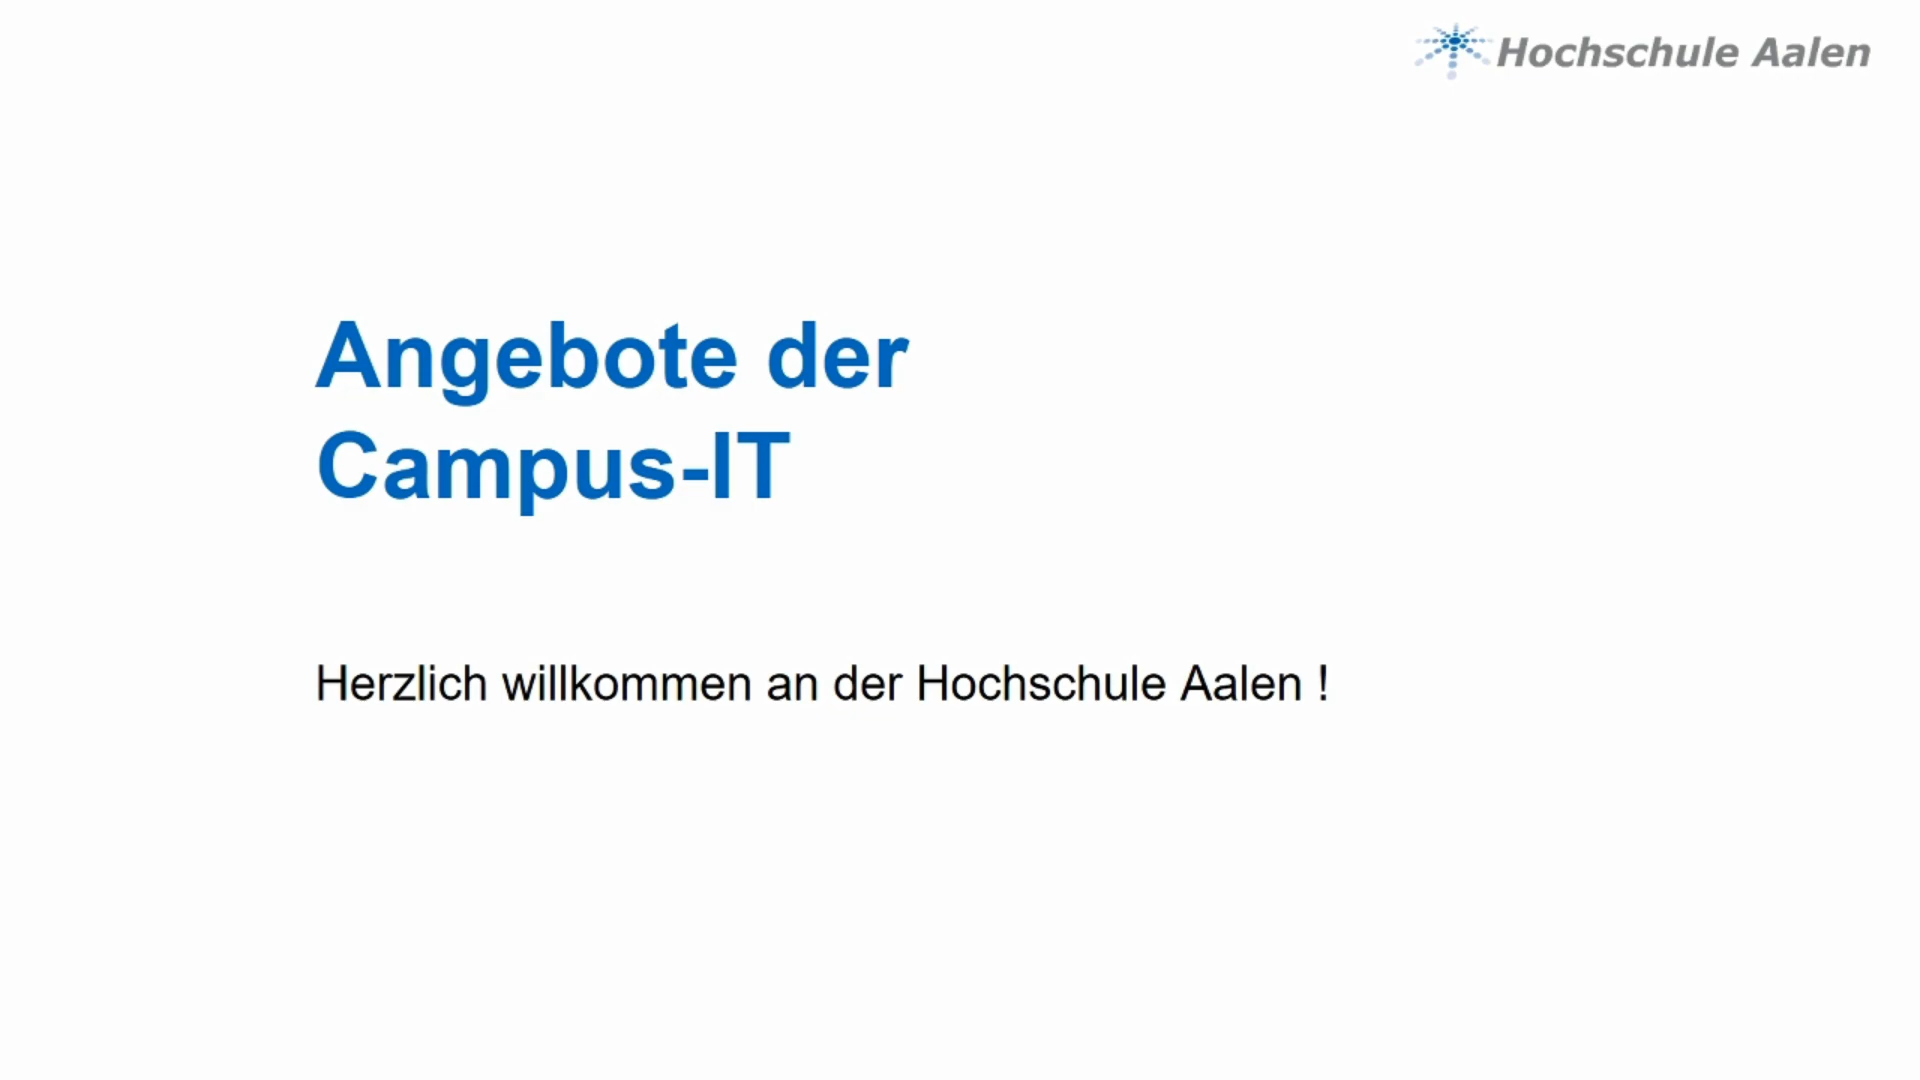 Hochschule Aalen
Angebote der
Campus-IT
Herzlich willkommen an der Hochschule Aalen !